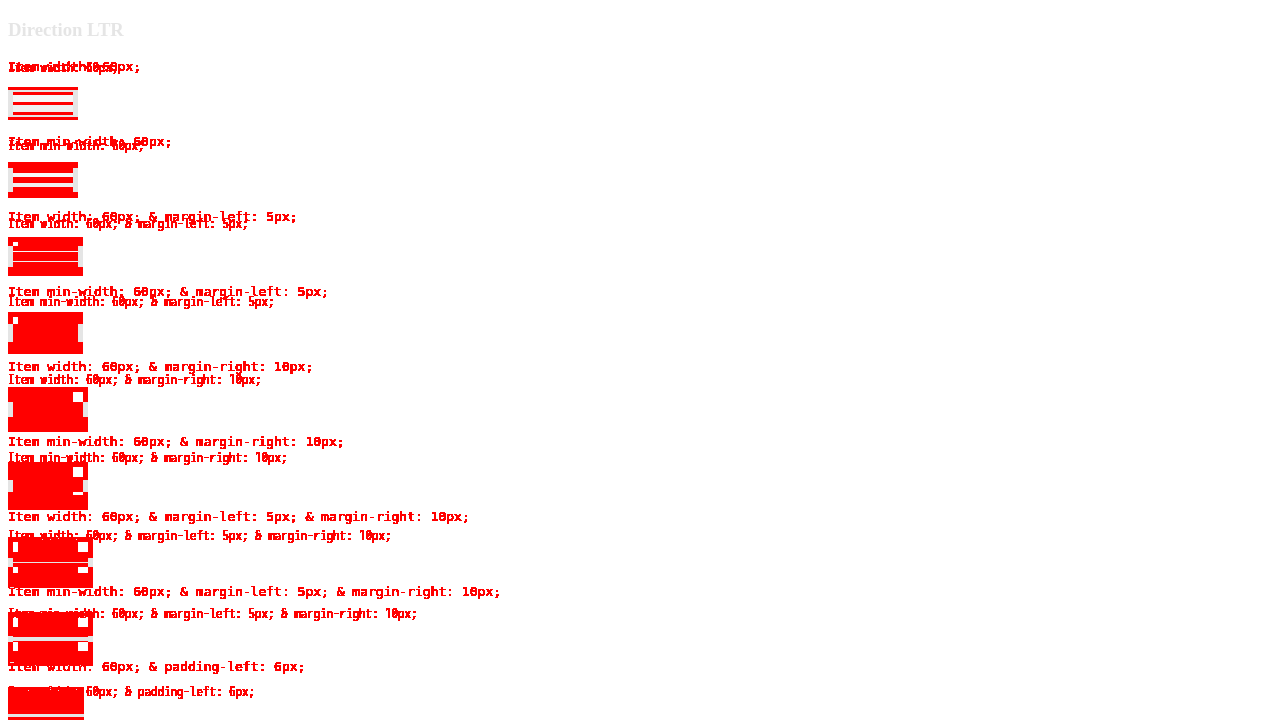 Direction LTR
Item width: 60px;
Item width: 60px;
Item min-width: 60px;
Item min-width: 60px;
Item width: 60px; & margin-left: 5px;
Item width: 60px; & margin-left: 5px;
Item min-width: 60px; & margin-left: 5px;
Item min-width: 60px; & margin-left: 5px;
Item width: 60px; & margin-right: 10px;
Item width: 60px; & margin-right: 10px;
Item min-width: 60px; & margin-right: 10px;
Item min-width: 60px; & margin-right: 10px;
Item width: 60px; & margin-left: 5px; & margin-right: 10px;
Item width: 60px; & margin-left: 5px; & margin-right: 10px;
Item min-width: 60px; & margin-left: 5px; & margin-right: 10px;
Item min-width: 60px; & margin-left: 5px; & margin-right: 10px;
Item width: 60px; & padding-left: 6px;
60px; & padding-left: 6px;